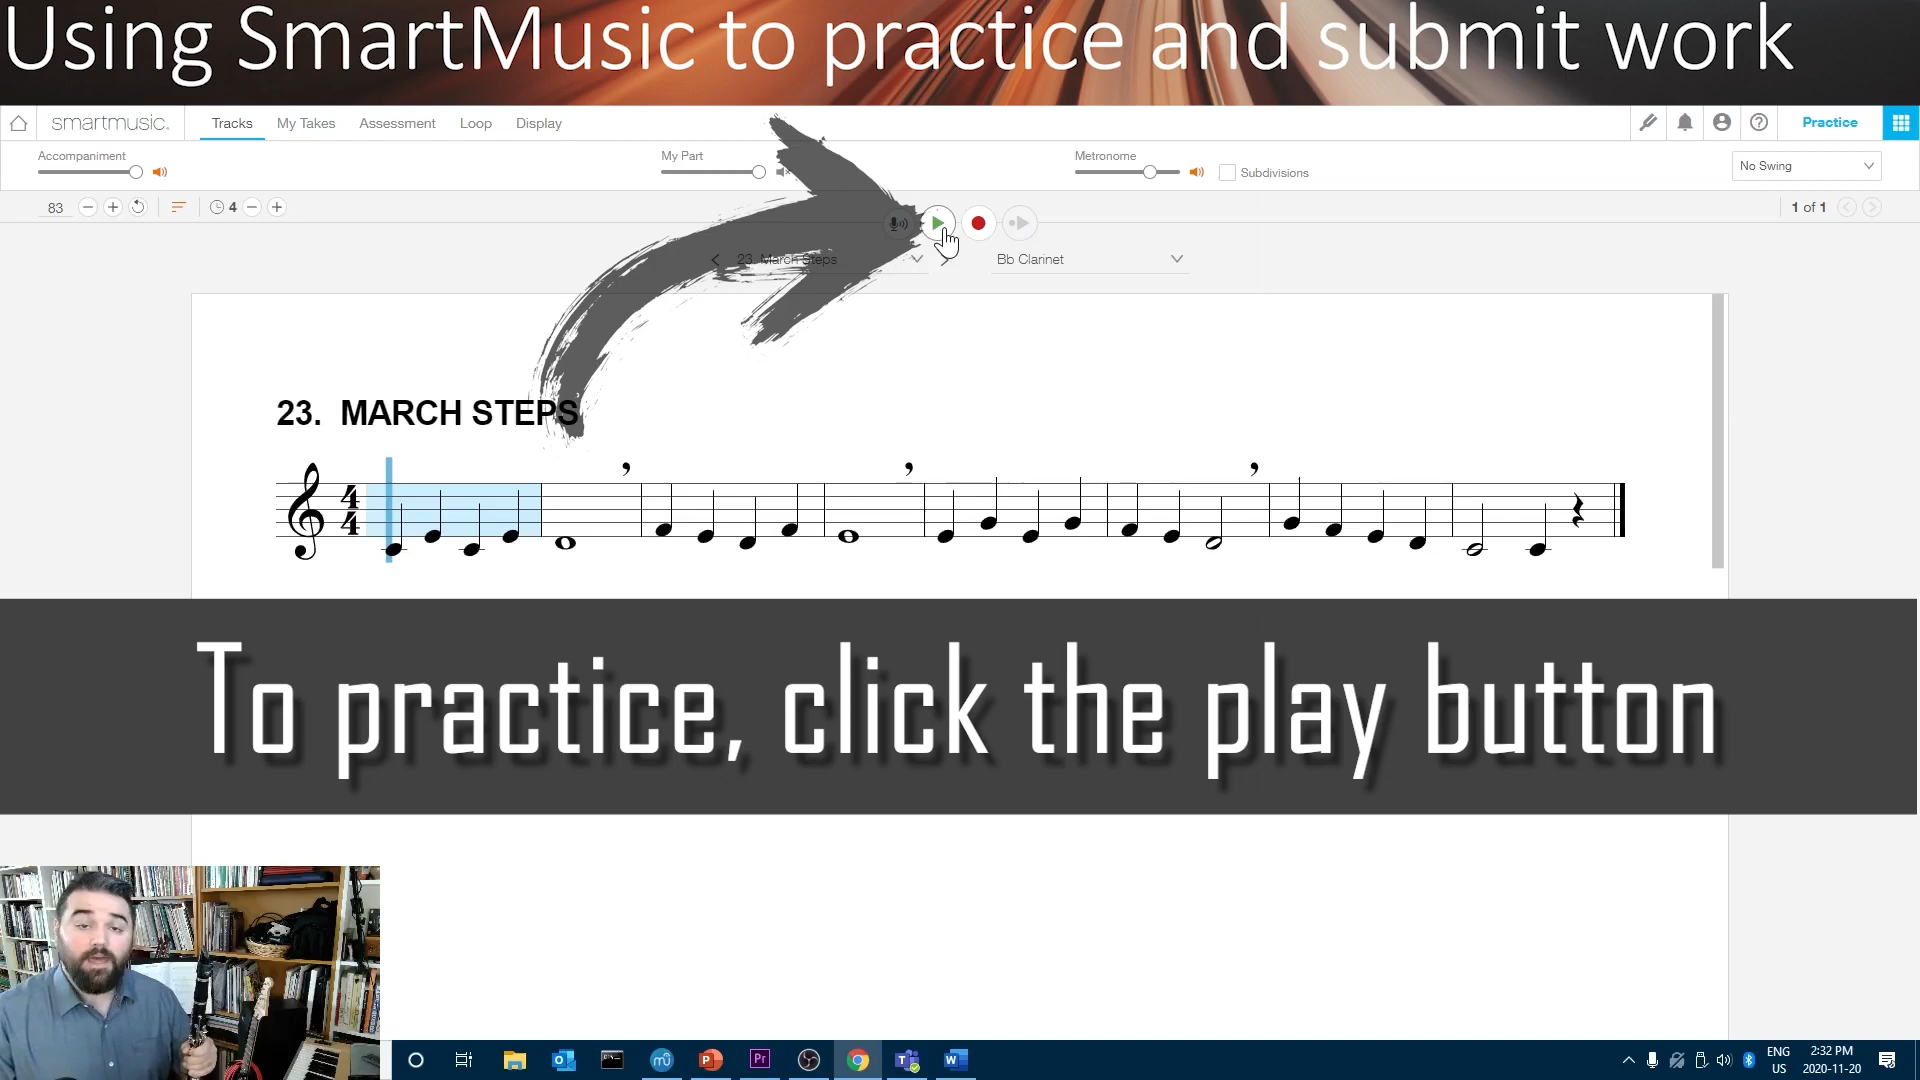 Using SmartMusic to practice and submit work
smartmusic.
Tracks
My Takes
Assessment
Loop
Display
Practice
Accompaniment
My Part
Metronome
Subdivisions
No Swing
83
4
1 of 1
23. March Steps
Bb Clarinet
23. MARCH STEPS
4
4
To practice, click the play button
ENG
US
2:32 PM
2020-11-20